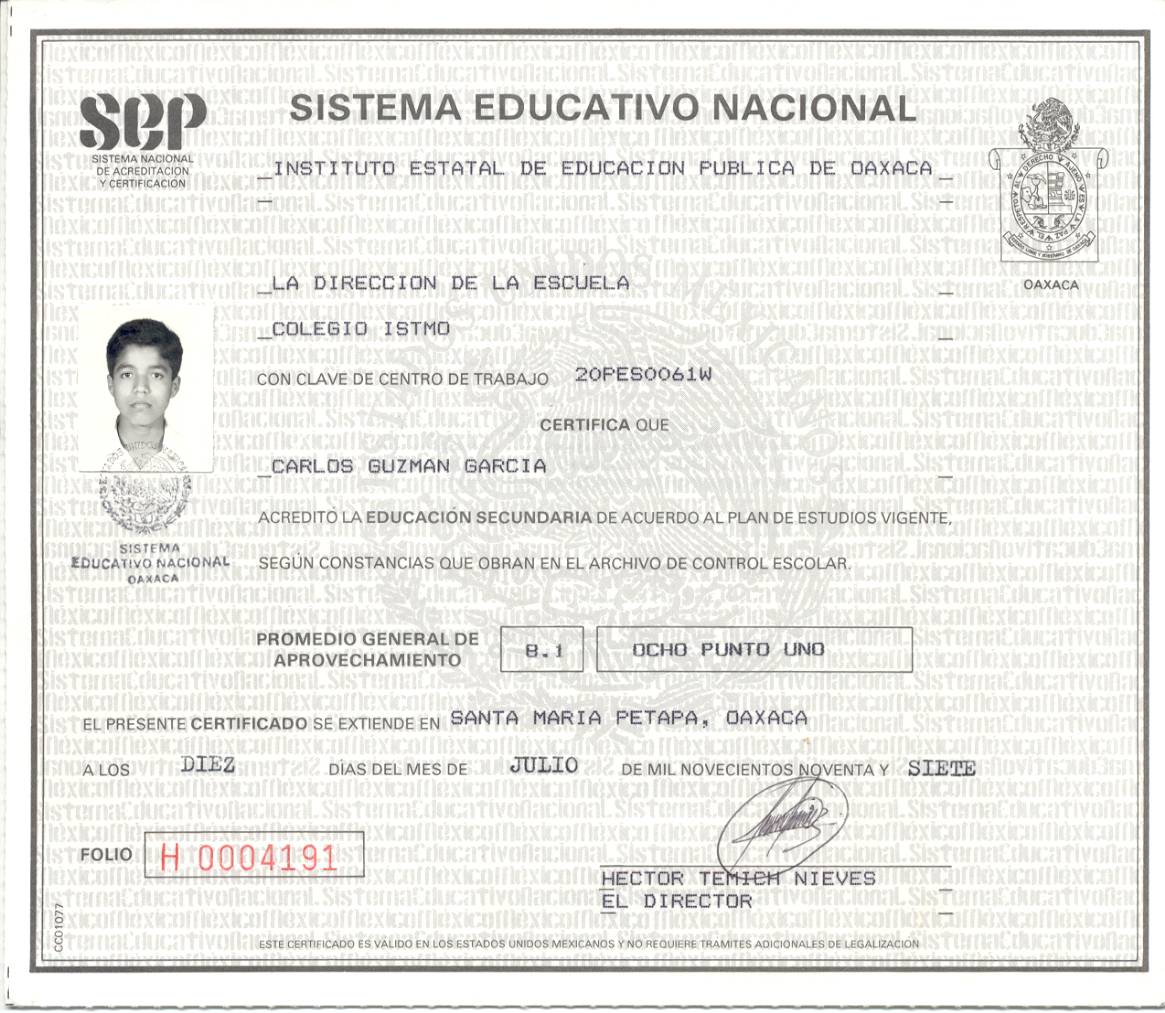 sep
SISTEMA NACIONAL
DE ACREDITACION
Y CERTIFICACION
SISTEMA EDUCATIVO NACIONAL
INSTITUTO ESTATAL DE EDUCACION PUBLICA DE OAXACA
OAXACA
LA DIRECCION DE LA ESCUELA
COLEGIO ISTMO
CON CLAVE DE CENTRO DE TRABAJO 20PES0061W
CERTIFICA QUE
CARLOS GUZMAN GARCIA
ACREDITÓ LA EDUCACIÓN SECUNDARIA DE ACUERDO AL PLAN DE ESTUDIOS VIGENTE,
SEGÚN CONSTANCIAS QUE OBRAN EN EL ARCHIVO DE CONTROL ESCOLAR.
SISTEMA
EDUCATIVO NACIONAL
OAXACA
PROMEDIO GENERAL DE
APROVECHAMIENTO
8.1
OCHO PUNTO UNO
EL PRESENTE CERTIFICADO SE EXTIENDE EN SANTA MARIA PETAPA, OAXACA
A LOS DIEZ DÍAS DEL MES DE JULIO DE MIL NOVECIENTOS NOVENTA Y SIETE
FOLIO H 0004191
HECTOR TEMICH NIEVES
EL DIRECTOR
CC01077
ESTE CERTIFICADO ES VALIDO EN LOS ESTADOS UNIDOS MEXICANOS Y NO REQUIERE TRAMITES ADICIONALES DE LEGALIZACION